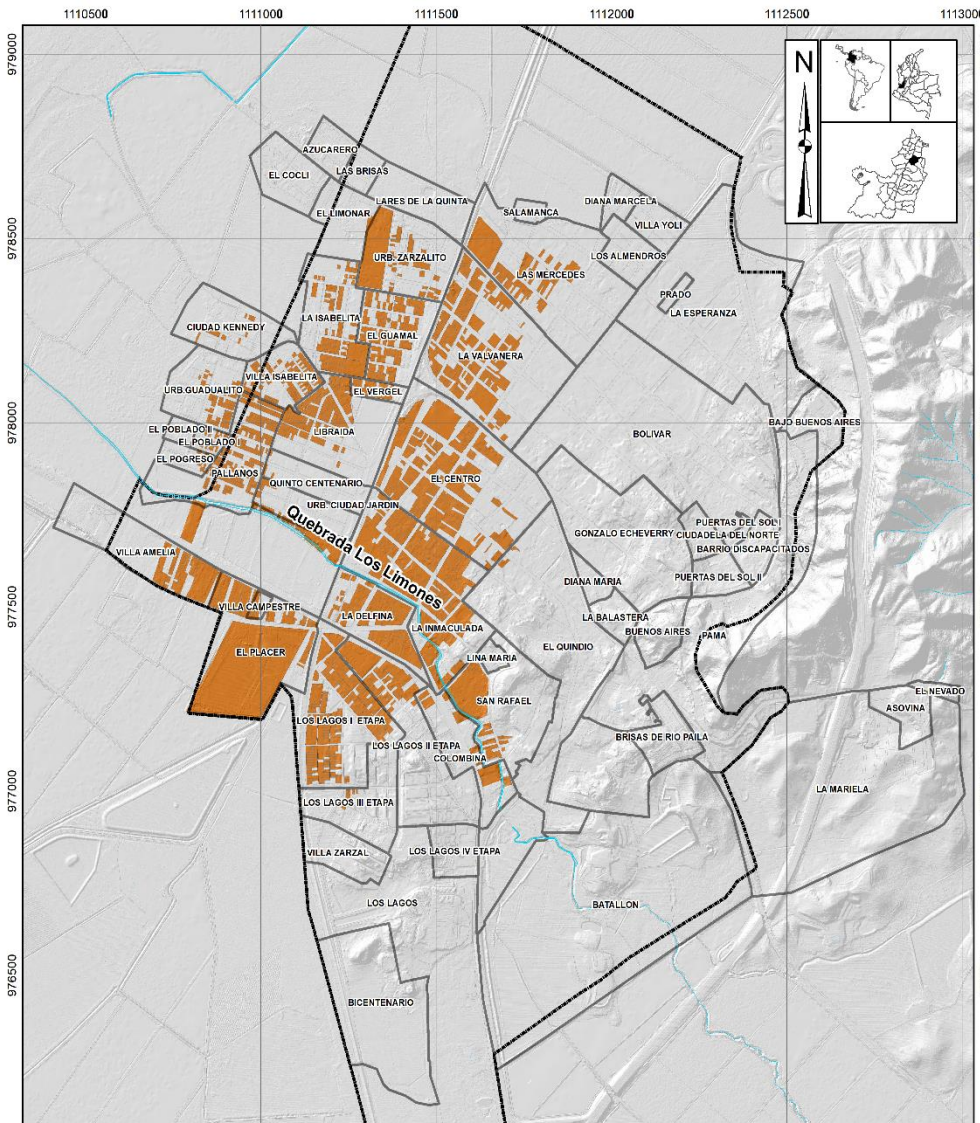 1110500
1111000
1111500
1112000
1112500
1113000
979000
978500
978000
977500
977000
976500
N
AZUCARERO
LAS BRISAS
EL COCLI
LARES DE LA QUINTA
EL LIMONAR
SALAMANCA
DIANA MARCELA
VILLA YOLI
URB. ZARZALITO
LOS ALMENDROS
LAS MERCEDES
PRADO
LA ESPERANZA
LA ISABELITA
CIUDAD KENNEDY
EL GUAMAL
LA VALVANERA
VILLA ISABELITA
URB.GUADUALITO
EL VERGEL
BAJO BUENOS AIRES
EL POBLADO II
LIBRAIDA
BOLIVAR
EL POBLADO I
EL POGRESO
PALLANOS
EL CENTRO
QUINTO CENTENARIO
URB. CIUDAD JARDIN
PUERTAS DEL SOL I
GONZALO ECHEVERRY
CIUDADELA DEL NORTE
BARRIO DISCAPACITADOS
Quebrada Los Limones
VILLA AMELIA
DIANA MARIA
PUERTAS DEL SOL II
VILLA CAMPESTRE
LA DELFINA
LA BALASTERA
LA INMACULADA
BUENOS AIRES
PAMA
EL PLACER
EL QUINDIO
LINA MARIA
SAN RAFAEL
EL NEVADO
ASOVINA
LOS LAGOS I ETAPA
BRISAS DE RIO PAILA
LOS LAGOS II ETAPA
COLOMBINA
LA MARIELA
LOS LAGOS III ETAPA
VILLA ZARZAL
LOS LAGOS IV ETAPA
LOS LAGOS
BATALLON
BICENTENARIO